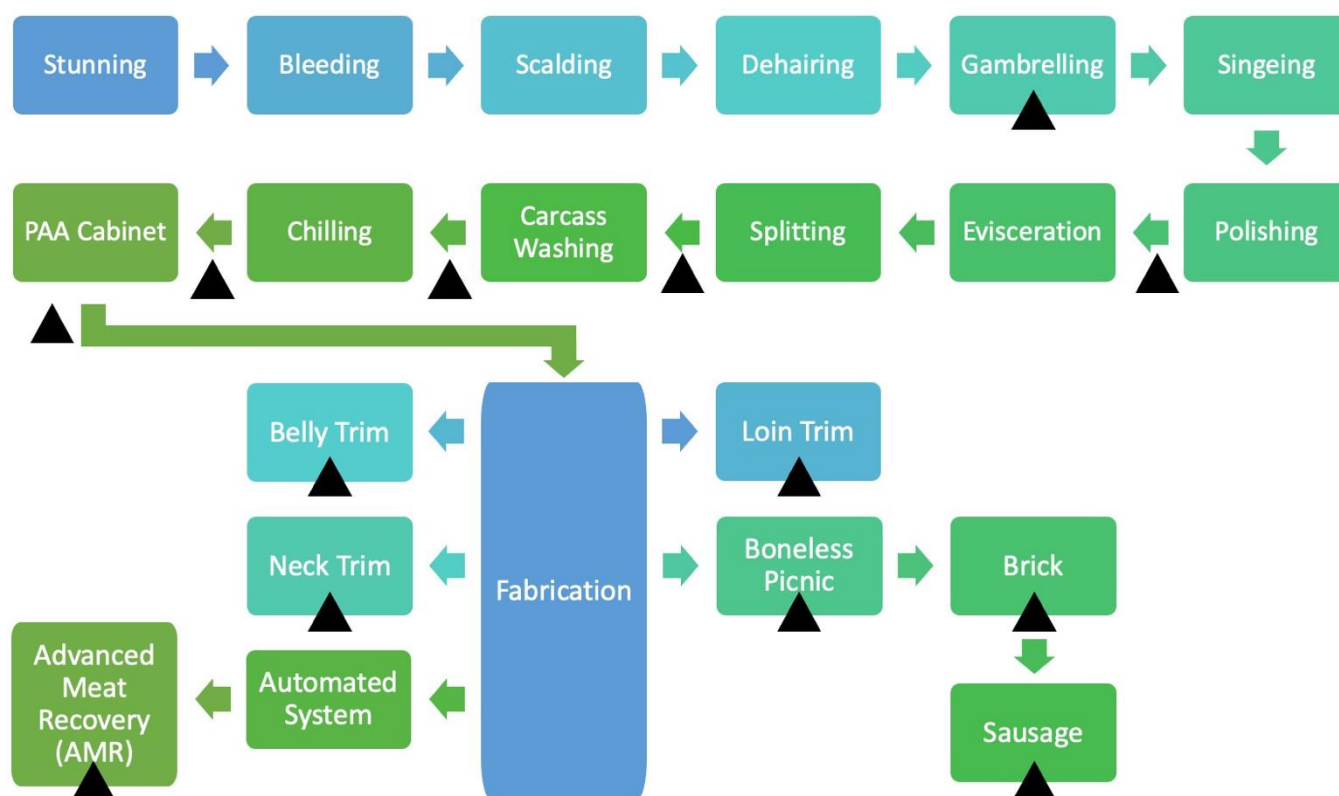 Stunning
Bleeding
Scalding
Dehairing
Gambrelling
Singeing
PAA Cabinet
Chilling
Carcass
Washing
Splitting
Evisceration
Polishing
Belly Trim
Loin Trim
Neck Trim
Fabrication
Boneless
Picnic
Brick
Advanced
Meat
Recovery
(AMR)
Automated
System
Sausage